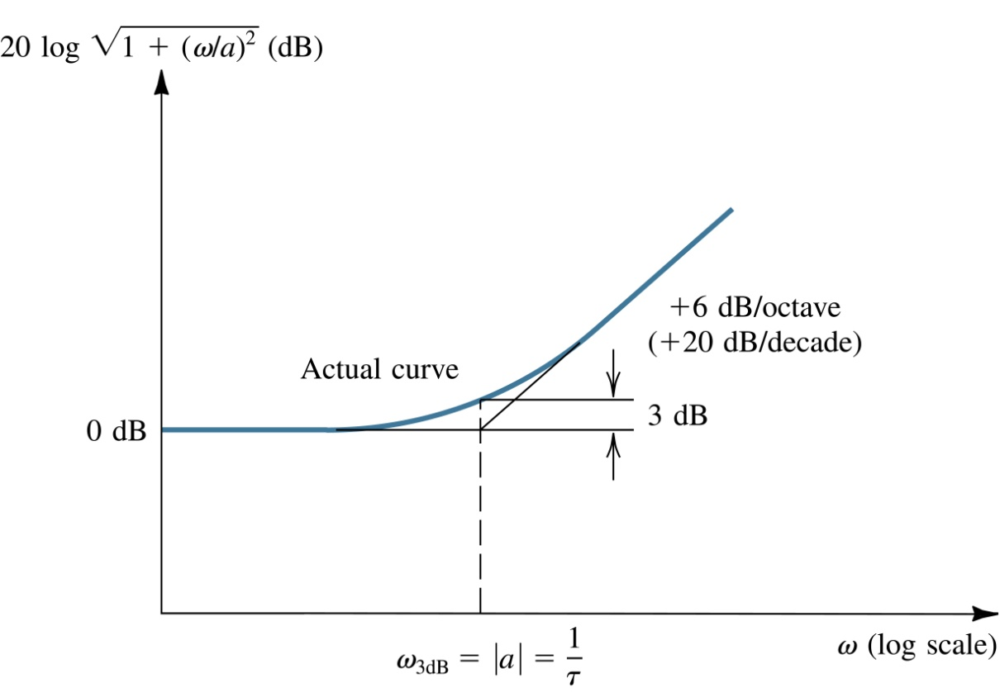 20 log √1 + (ω/a)² (dB)
+6 dB/octave
(+20 dB/decade)
Actual curve
3 dB
0 dB
ω3dB = |a| = 1/τ
ω (log scale)